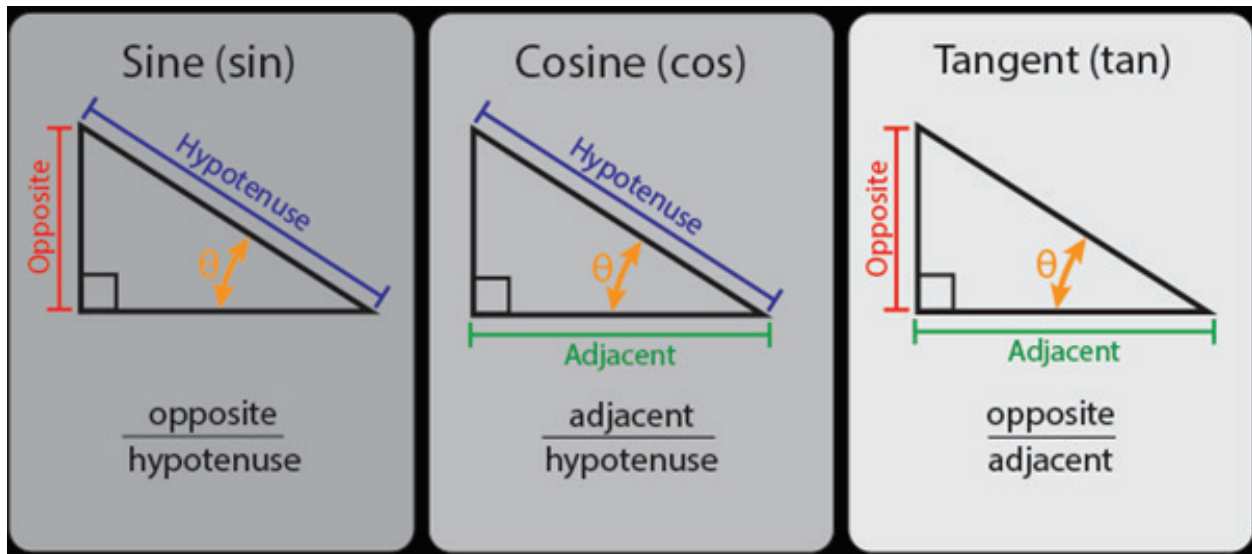 Sine (sin)
Opposite
Hypotenuse
θ
opposite
hypotenuse
Cosine (cos)
Hypotenuse
θ
Adjacent
adjacent
hypotenuse
Tangent (tan)
Opposite
θ
Adjacent
opposite
adjacent